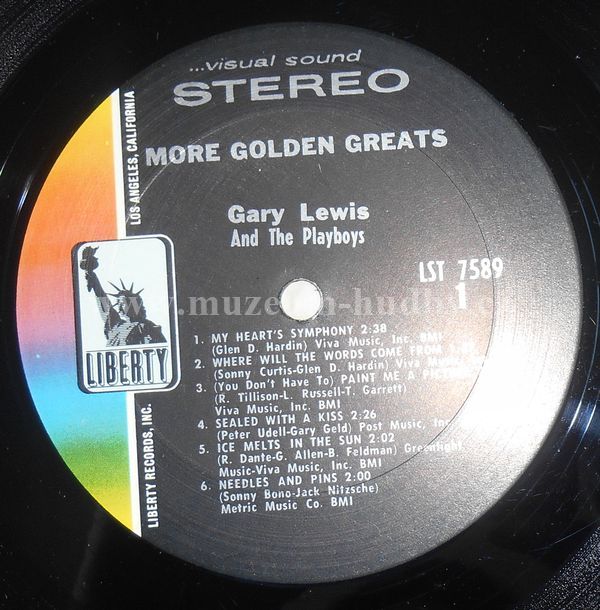 ...visual sound
STEREO
MORE GOLDEN GREATS
Gary Lewis
And The Playboys
LST 7589
1
LOS ANGELES, CALIFORNIA
LIBERTY
LIBERTY RECORDS, INC.
1. MY HEART'S SYMPHONY 2:38
(Glen D. Hardin) Viva Music, Inc. BMI
2. WHERE WILL THE WORDS COME FROM
(Sonny Curtis-Glen D. Hardin) Viva Music
3. (You Don't Have To) PAINT ME A
(R. Tillison-L. Russell-T. Garrett)
Viva Music, Inc. BMI
4. SEALED WITH A KISS 2:26
(Peter Udell-Gary Geld) Post Music, Inc.
5. ICE MELTS IN THE SUN 2:02
(R. Dante-G. Allen-B. Feldman) Greenlight
Music-Viva Music, Inc. BMI
6. NEEDLES AND PINS 2:00
(Sonny Bono-Jack Nitzsche)
Metric Music Co. BMI